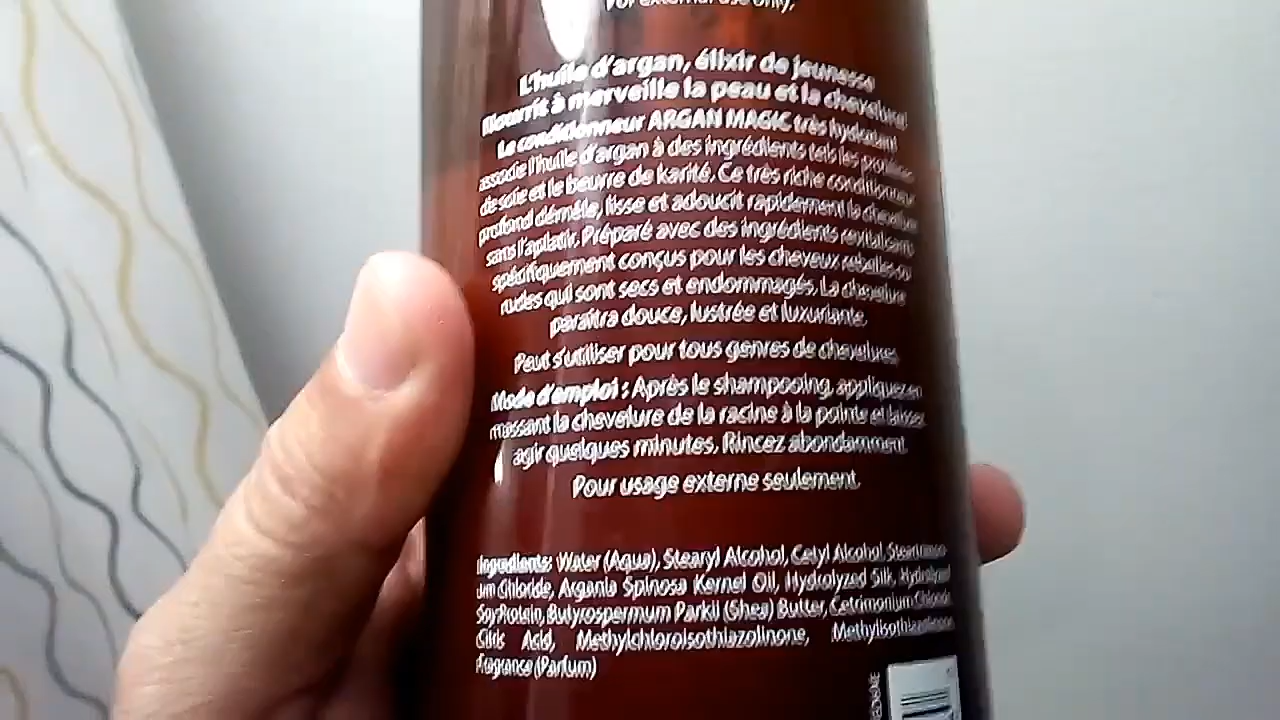 For external use only.
L'huile d'argan, élixir de jeunesse
Nourrit à merveille la peau et la chevelure!
Le conditionneur ARGAN MAGIC très hydratant
associe l'huile d'argan à des ingrédients tels les protéines
de soie et le beurre de karité. Ce très riche conditionneur
profond démêle, lisse et adoucit rapidement la chevelure
sans l'aplatir. Préparé avec des ingrédients revitalisants
spécifiquement conçus pour les cheveux rebelles ou
rudes qui sont secs et endommagés. La chevelure
paraîtra douce, lustrée et luxuriante.
Peut s'utiliser pour tous genres de chevelures.
Mode d'emploi : Après le shampooing, appliquez en
massant la chevelure de la racine à la pointe et laissez
agir quelques minutes. Rincez abondamment.
Pour usage externe seulement.
Ingredients: Water (Aqua), Stearyl Alcohol, Cetyl Alcohol,
um Chloride, Argania Spinosa Kernel Oil, Hydrolyzed Silk, Hydrolyzed
Soy Protein, Butyrospermum Parkii (Shea) Butter, Cetrimonium Chloride,
Citric Acid, Methylchloroisothiazolinone, Methylisothiazolinone,
Fragrance (Parfum)